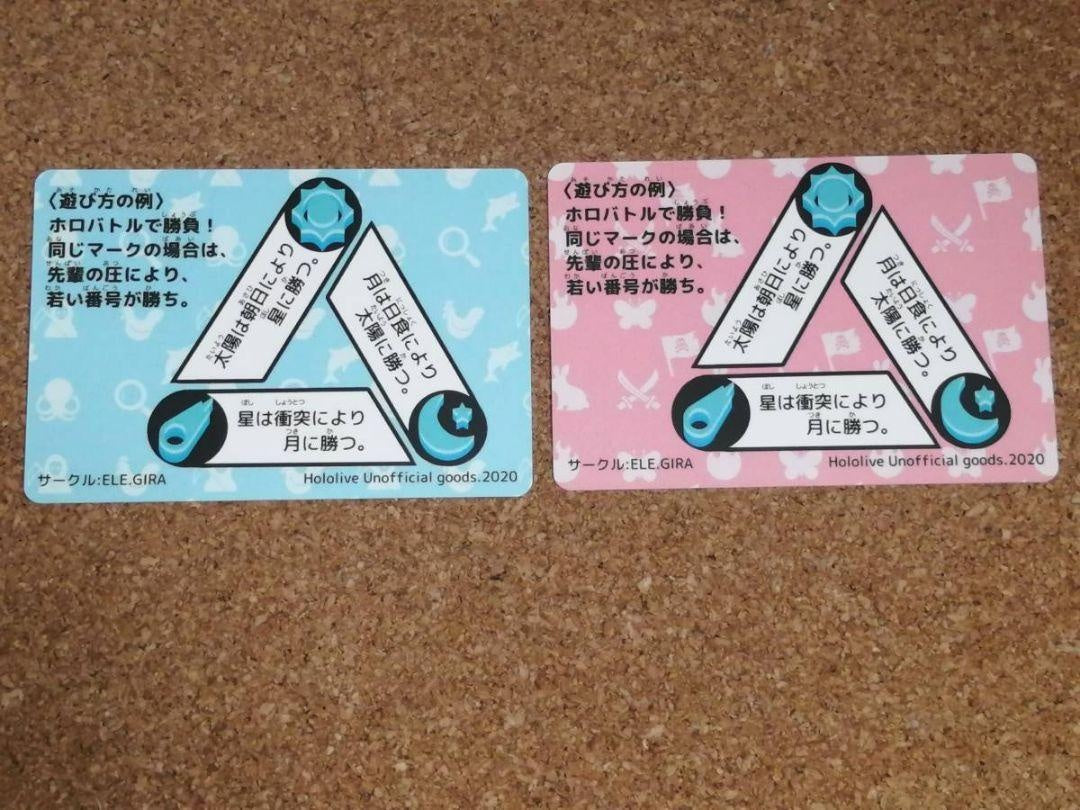 〈遊び方の例〉
ホロバトルで勝負！
同じマークの場合は、
先輩の圧により、
若い番号が勝ち。
太陽は朝日により
星に勝つ。
月は日食により
太陽に勝つ。
星は衝突により
月に勝つ。
サークル:ELE.GIRA
Hololive Unofficial goods.2020
〈遊び方の例〉
ホロバトルで勝負！
同じマークの場合は、
先輩の圧により、
若い番号が勝ち。
太陽は朝日により
星に勝つ。
月は日食により
太陽に勝つ。
星は衝突により
月に勝つ。
サークル:ELE.GIRA
Hololive Unofficial goods.2020